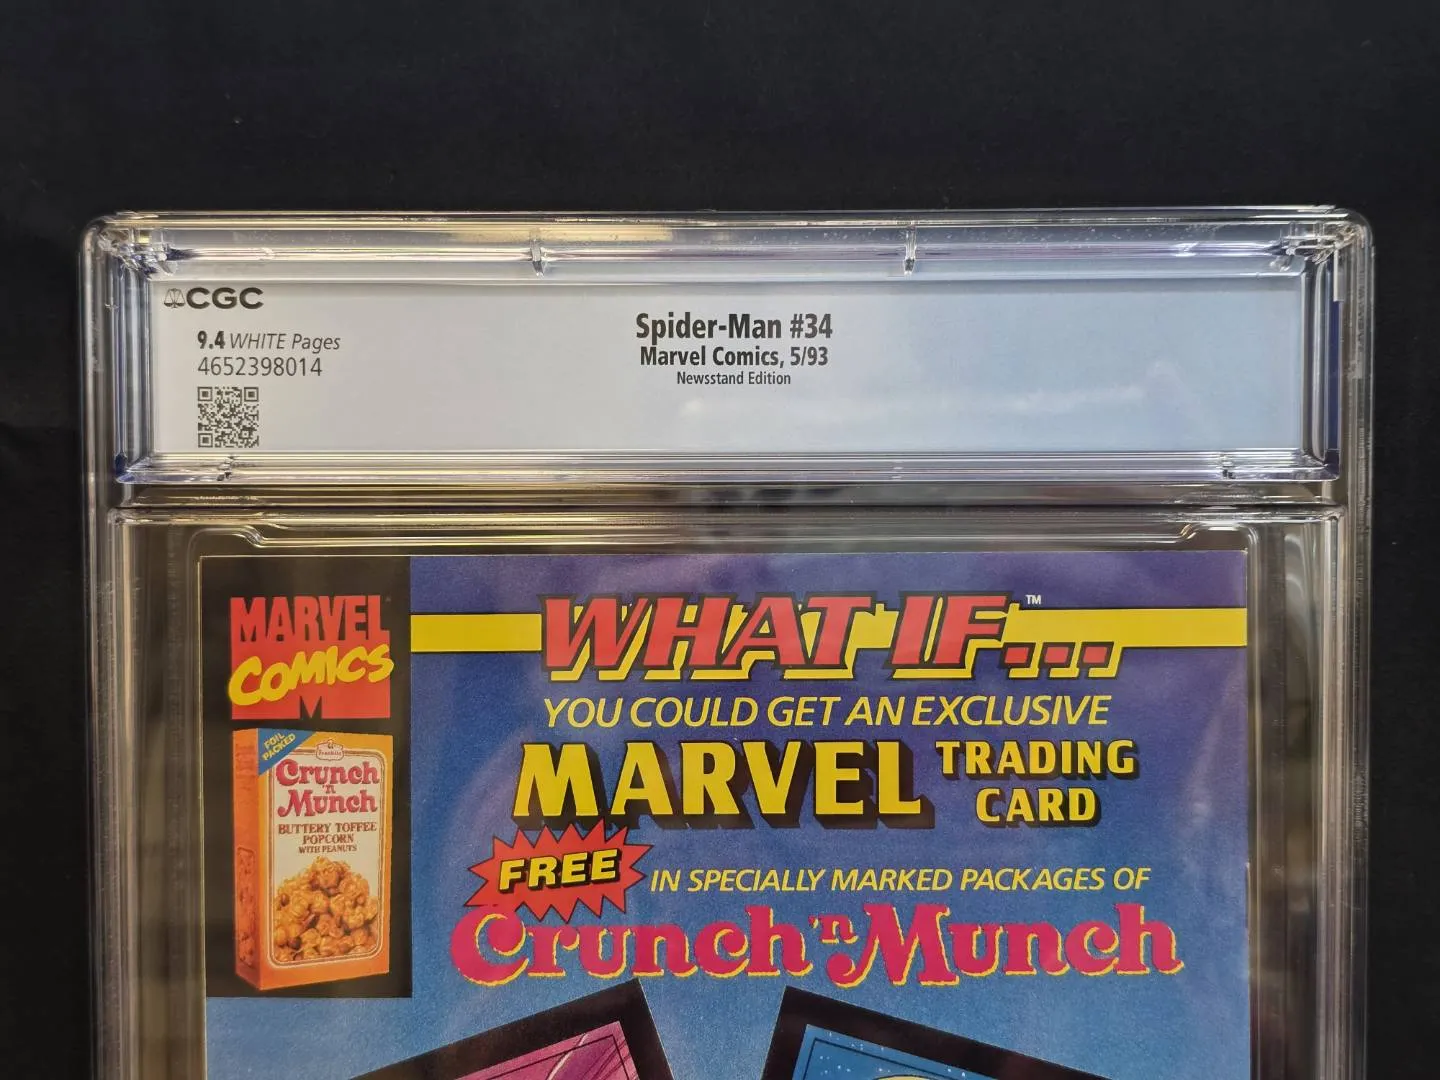 CGC
9.4 WHITE Pages
4652398014
Spider-Man #34
Marvel Comics, 5/93
Newsstand Edition
MARVEL
COMICS
WHAT IF...™
YOU COULD GET AN EXCLUSIVE
MARVEL TRADING
CARD
FREE IN SPECIALLY MARKED PACKAGES OF
Crunch 'n Munch
FOIL
PACKED
Franklin
Crunch
'n
Munch
BUTTERY TOFFEE
POPCORN
WITH PEANUTS